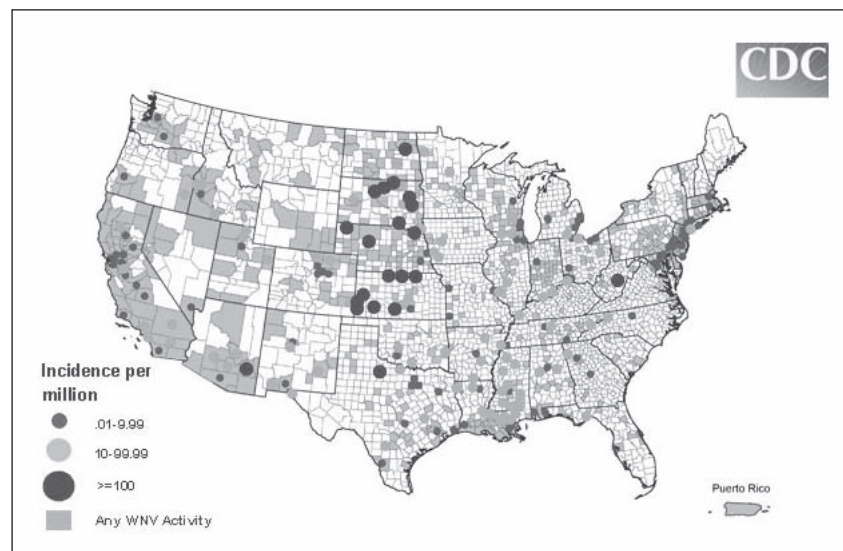 CDC
Incidence per
million
.01-9.99
10-99.99
>=100
Any WNV Activity
Puerto Rico